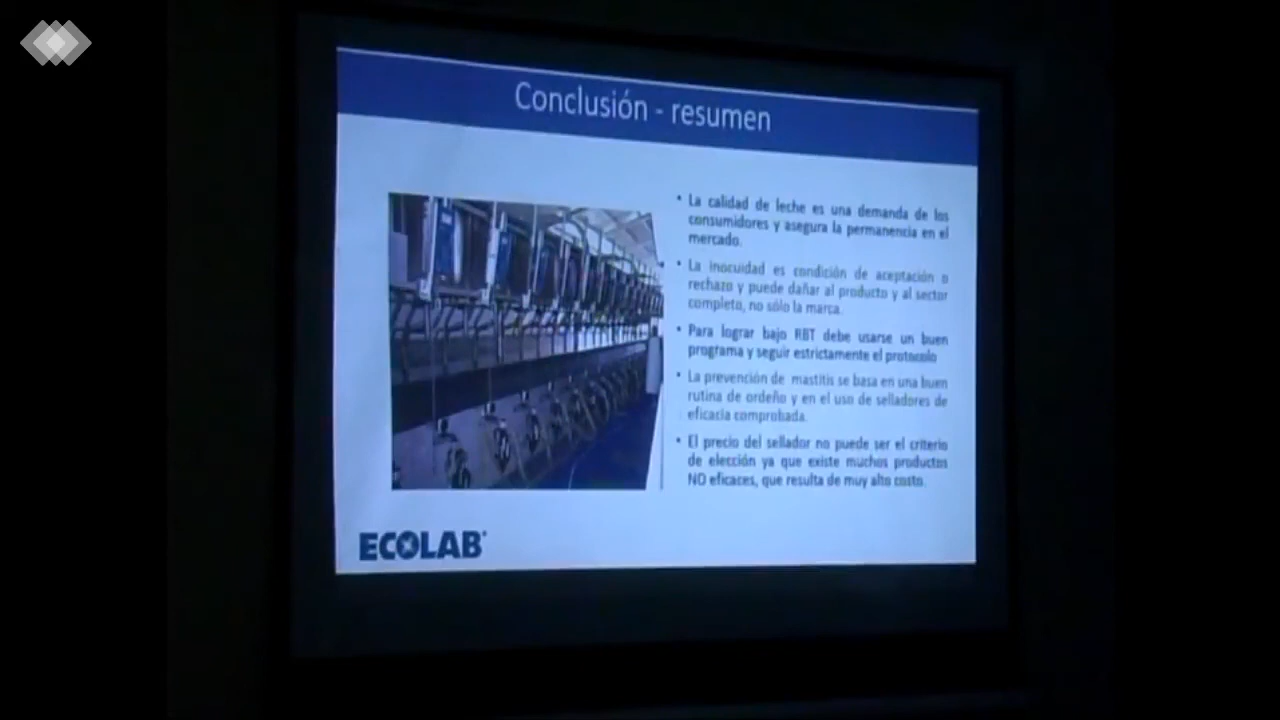 Conclusión - resumen
• La calidad de leche es una demanda de los
consumidores y asegura la permanencia en el
mercado.
• La inocuidad es condición de aceptación o
rechazo y puede dañar al producto y al sector
completo, no sólo la marca.
• Para lograr bajo RBT debe usarse un buen
programa y seguir estrictamente el protocolo
• La prevención de mastitis se basa en una buen
rutina de ordeño y en el uso de selladores de
eficacia comprobada.
• El precio del sellador no puede ser el criterio
de elección ya que existe muchos productos
NO eficaces, que resulta de muy alto costo.
ECOLAB®